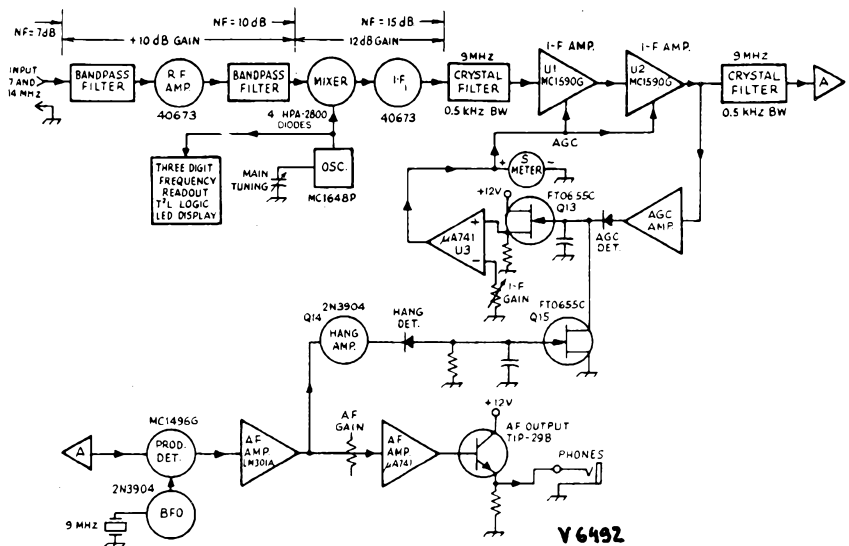 NF=7dB
NF=10dB
NF=15dB
+10 dB GAIN
12dB GAIN
INPUT
7 AND
14 MHZ
BANDPASS
FILTER
R F
AMP.
40673
BANDPASS
FILTER
MIXER
4 HPA-2800
DIODES
I-F1
40673
9MHZ
CRYSTAL
FILTER
0.5 KHZ BW
I-F AMP.
U1
MC1590G
I-F AMP.
U2
MC1590G
9 MHZ
CRYSTAL
FILTER
0.5 KHZ BW
A
AGC
THREE DIGIT
FREQUENCY
READOUT
T²L LOGIC
LED DISPLAY
MAIN
TUNING
OSC.
MC1648P
+
S
METER
-
+12V
FT0655C
Q13
AGC
DET.
AGC
AMP.
μA741
U3
+
-
I-F
GAIN
2N3904
Q14
HANG
AMP.
HANG
DET.
FT0655C
Q15
+12V
MC1496G
A
PROD.
DET.
AF
AMP.
LM301A
AF
GAIN
AF
AMP.
μA741
AF OUTPUT
TIP-29B
PHONES
2N3904
BFO
9 MHZ
V6492